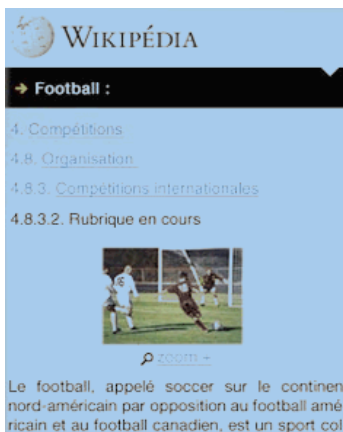 WIKIPÉDIA
→ Football :
4. Compétitions
4.8. Organisation
4.8.3. Compétitions internationales
4.8.3.2. Rubrique en cours
zoom +
Le football, appelé soccer sur le continen
nord-américain par opposition au football amé
ricain et au football canadien, est un sport col